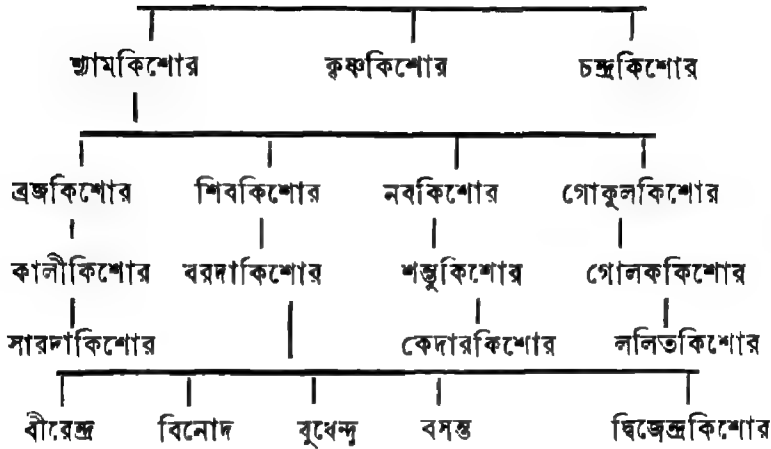 শ্যামকিশোর কৃষ্ণকিশোর চন্দ্রকিশোর
ব্রজকিশোর শিবকিশোর নবকিশোর গোকুলকিশোর
কালীকিশোর বরদাকিশোর শম্ভুকিশোর গোলককিশোর
সারদাকিশোর কেদারকিশোর ললিতকিশোর
বীরেন্দ্র বিনোদ বুধেন্দু বসন্ত দ্বিজেন্দ্রকিশোর